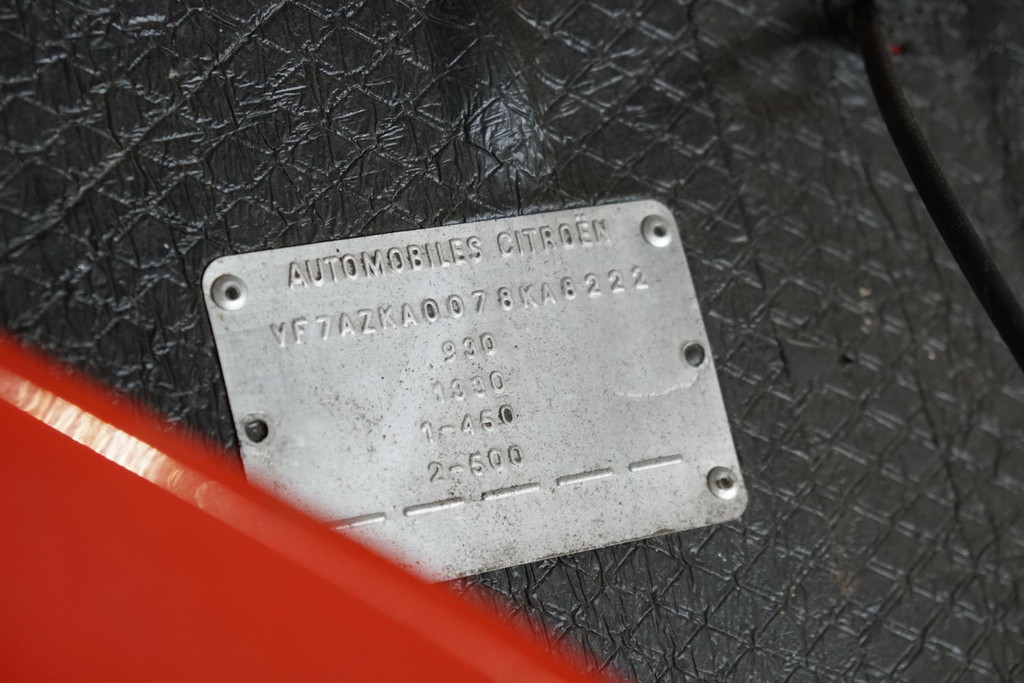 AUTOMOBILES CITROËN
VF7AZKA0078KA8222
930
1330
1-450
2-500